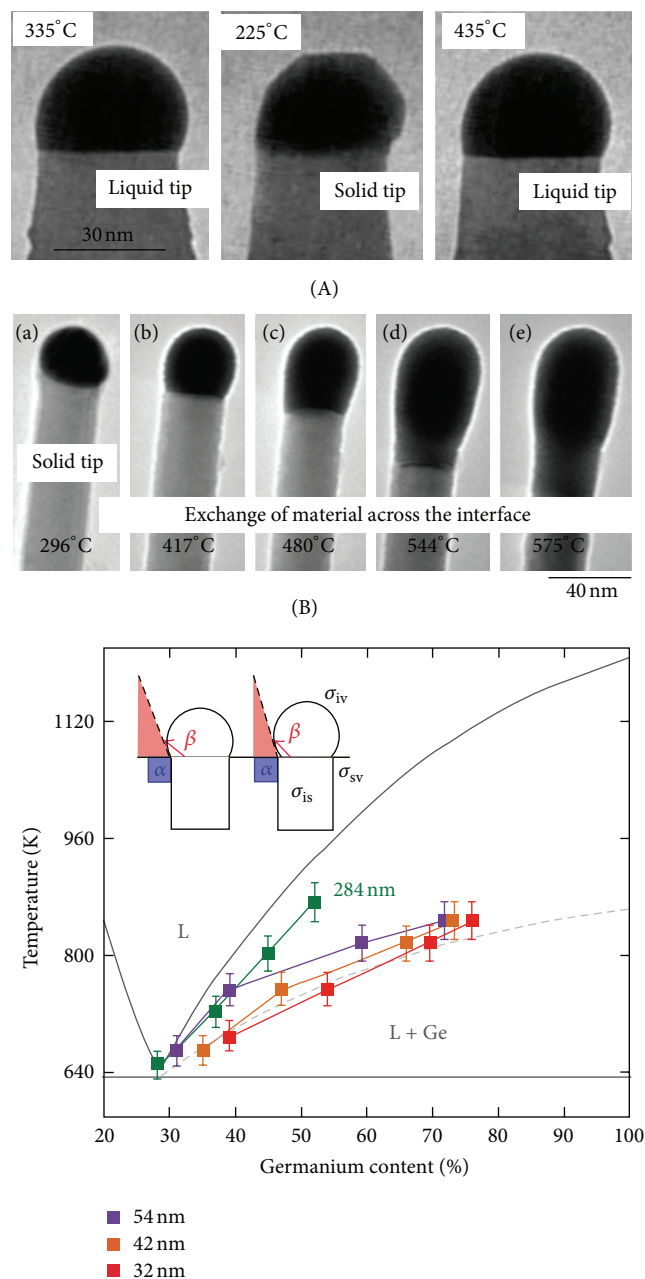 335°C
225°C
435°C
Liquid tip
Solid tip
Liquid tip
30 nm
(A)
(a)
(b)
(c)
(d)
(e)
Solid tip
Exchange of material across the interface
296°C
417°C
480°C
544°C
575°C
40 nm
(B)
1120
960
800
640
Temperature (K)
σiv
β
β
α
α
σsv
σis
284 nm
L
L + Ge
20
30
40
50
60
70
80
90
100
Germanium content (%)
54 nm
42 nm
32 nm